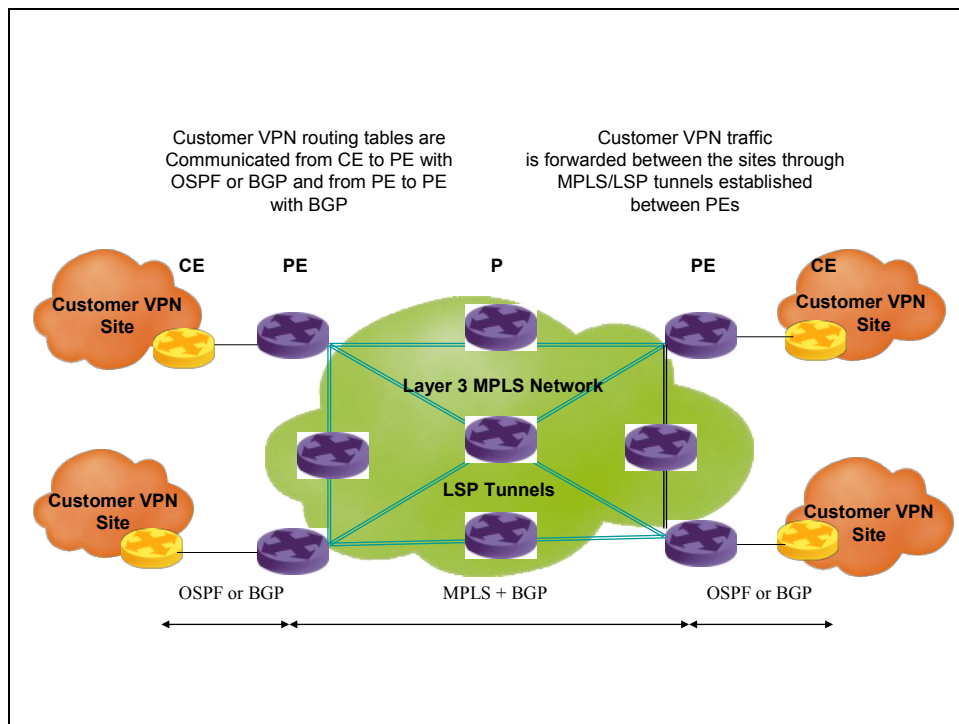 Customer VPN routing tables are
Communicated from CE to PE with
OSPF or BGP and from PE to PE
with BGP
Customer VPN traffic
is forwarded between the sites through
MPLS/LSP tunnels established
between PEs
CE
PE
P
PE
CE
Customer VPN
Site
Customer VPN
Site
Layer 3 MPLS Network
LSP Tunnels
Customer VPN
Site
Customer VPN
Site
OSPF or BGP
MPLS + BGP
OSPF or BGP